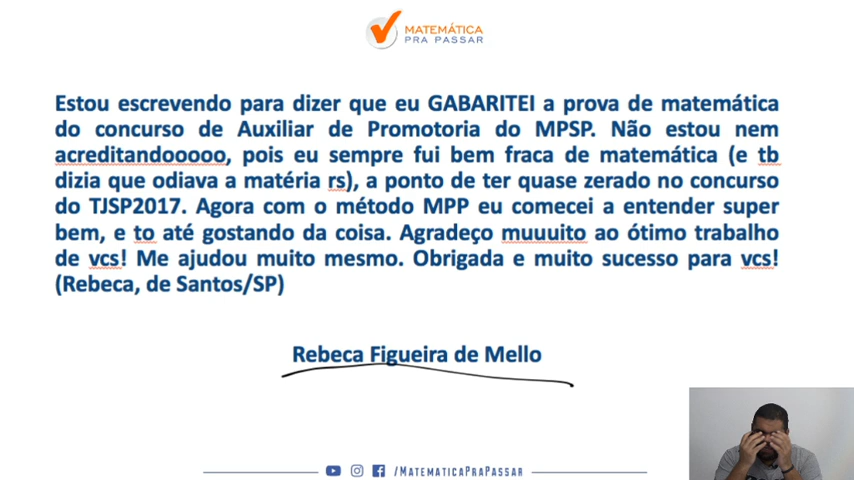 MATEMÁTICA
PRA PASSAR
Estou escrevendo para dizer que eu GABARITEI a prova de matemática
do concurso de Auxiliar de Promotoria do MPSP. Não estou nem
acreditandooooo, pois eu sempre fui bem fraca de matemática (e tb
dizia que odiava a matéria rs), a ponto de ter quase zerado no concurso
do TJSP2017. Agora com o método MPP eu comecei a entender super
bem, e to até gostando da coisa. Agradeço muuuito ao ótimo trabalho
de vcs! Me ajudou muito mesmo. Obrigada e muito sucesso para vcs!
(Rebeca, de Santos/SP)
Rebeca Figueira de Mello
/MATEMATICAPRAPASSAR